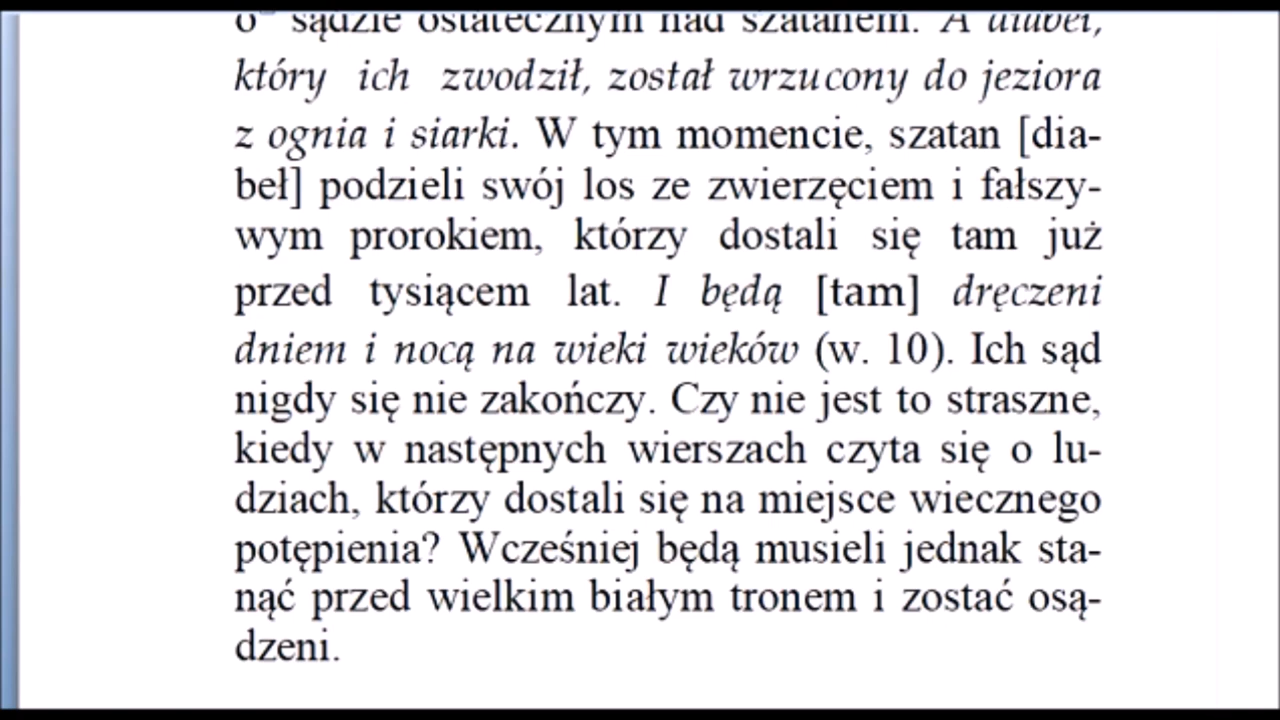 o sądzie ostatecznym nad szatanem. A diabeł,
który ich zwodził, został wrzucony do jeziora
z ognia i siarki. W tym momencie, szatan [dia-
beł] podzieli swój los ze zwierzęciem i fałszy-
wym prorokiem, którzy dostali się tam już
przed tysiącem lat. I będą [tam] dręczeni
dniem i nocą na wieki wieków (w. 10). Ich sąd
nigdy się nie zakończy. Czy nie jest to straszne,
kiedy w następnych wierszach czyta się o lu-
dziach, którzy dostali się na miejsce wiecznego
potępienia? Wcześniej będą musieli jednak sta-
nąć przed wielkim białym tronem i zostać osą-
dzeni.